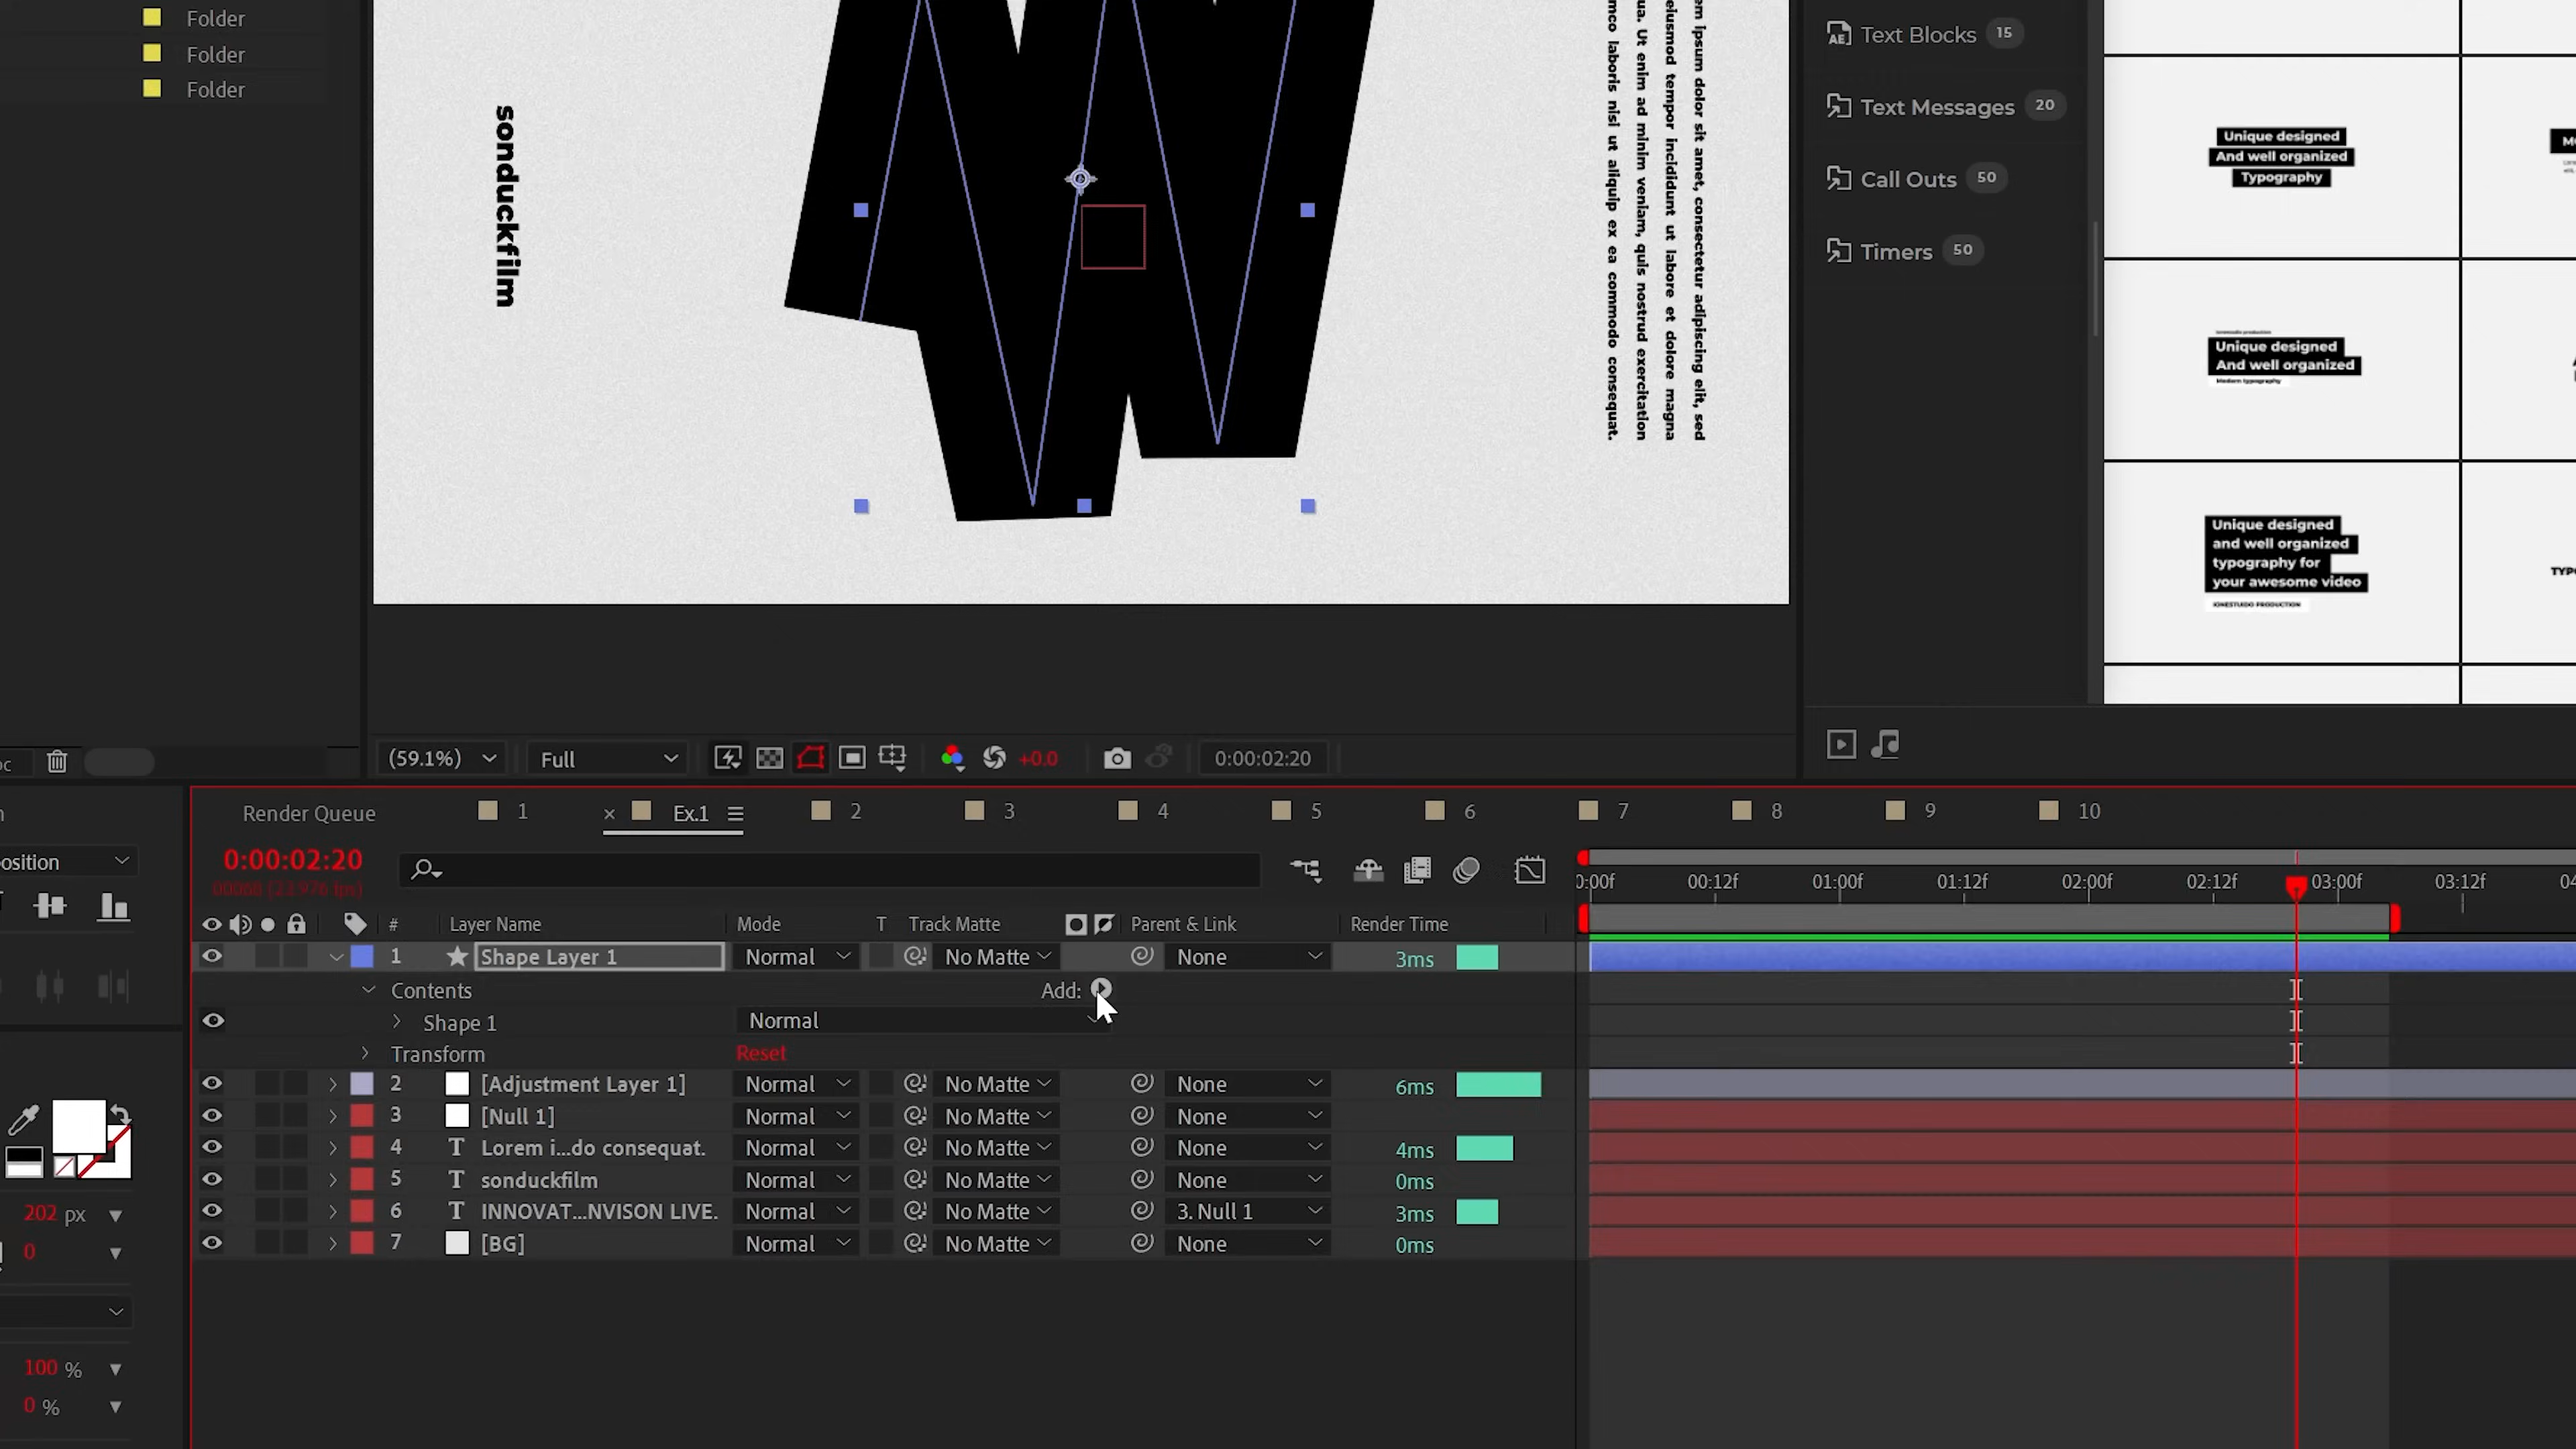 Folder
Folder
Folder
sonduckfilm
em ipsum dolor sit amet, consectetur adipiscing elit, sed
eiusmod tempor incididunt ut labore et dolore magna
ua. Ut enim ad minim veniam, quis nostrud exercitation
mco laboris nisi ut aliquip ex ea commodo consequat.
Text Blocks 15
Text Messages 20
Call Outs 50
Timers 50
Unique designed
And well organized
Typography
Unique designed
And well organized
Modern typography
Unique designed
and well organized
typography for
your awesome video
TYP
(59.1%)
Full
+0.0
0:00:02:20
Render Queue
1
× Ex.1
2
3
4
5
6
7
8
9
10
osition
0:00:02:20
0:00f 00:12f 01:00f 01:12f 02:00f 02:12f 03:00f 03:12f 04
# Layer Name Mode T Track Matte Parent & Link Render Time
1 Shape Layer 1 Normal No Matte None 3ms
Contents Add:
Shape 1 Normal
Transform Reset
2 [Adjustment Layer 1] Normal No Matte None 6ms
3 [Null 1] Normal No Matte None
4 T Lorem i...do consequat. Normal No Matte None 4ms
5 T sonduckfilm Normal No Matte None 0ms
6 T INNOVAT...NVISON LIVE. Normal No Matte 3. Null 1 3ms
7 [BG] Normal No Matte None 0ms
202 px
0
100 %
0 %